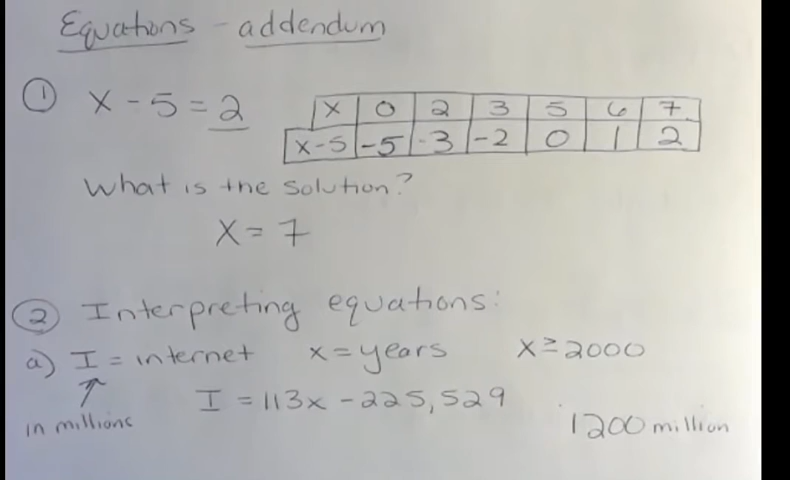 Equations - addendum
① x - 5 = 2
x 0 2 3 5 6 7
x-5 -5 -3 -2 0 1 2
What is the solution?
x = 7
② Interpreting equations:
a) I = internet x = years x ≥ 2000
↑ I = 113x - 225,529
in millions 1200 million